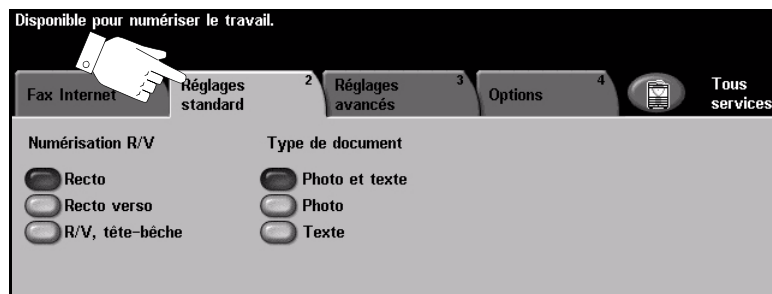 Disponible pour numériser le travail.
Fax Internet
Réglages standard 2
Réglages avancés 3
Options 4
Tous services
Numérisation R/V
Recto
Recto verso
R/V, tête-bêche
Type de document
Photo et texte
Photo
Texte